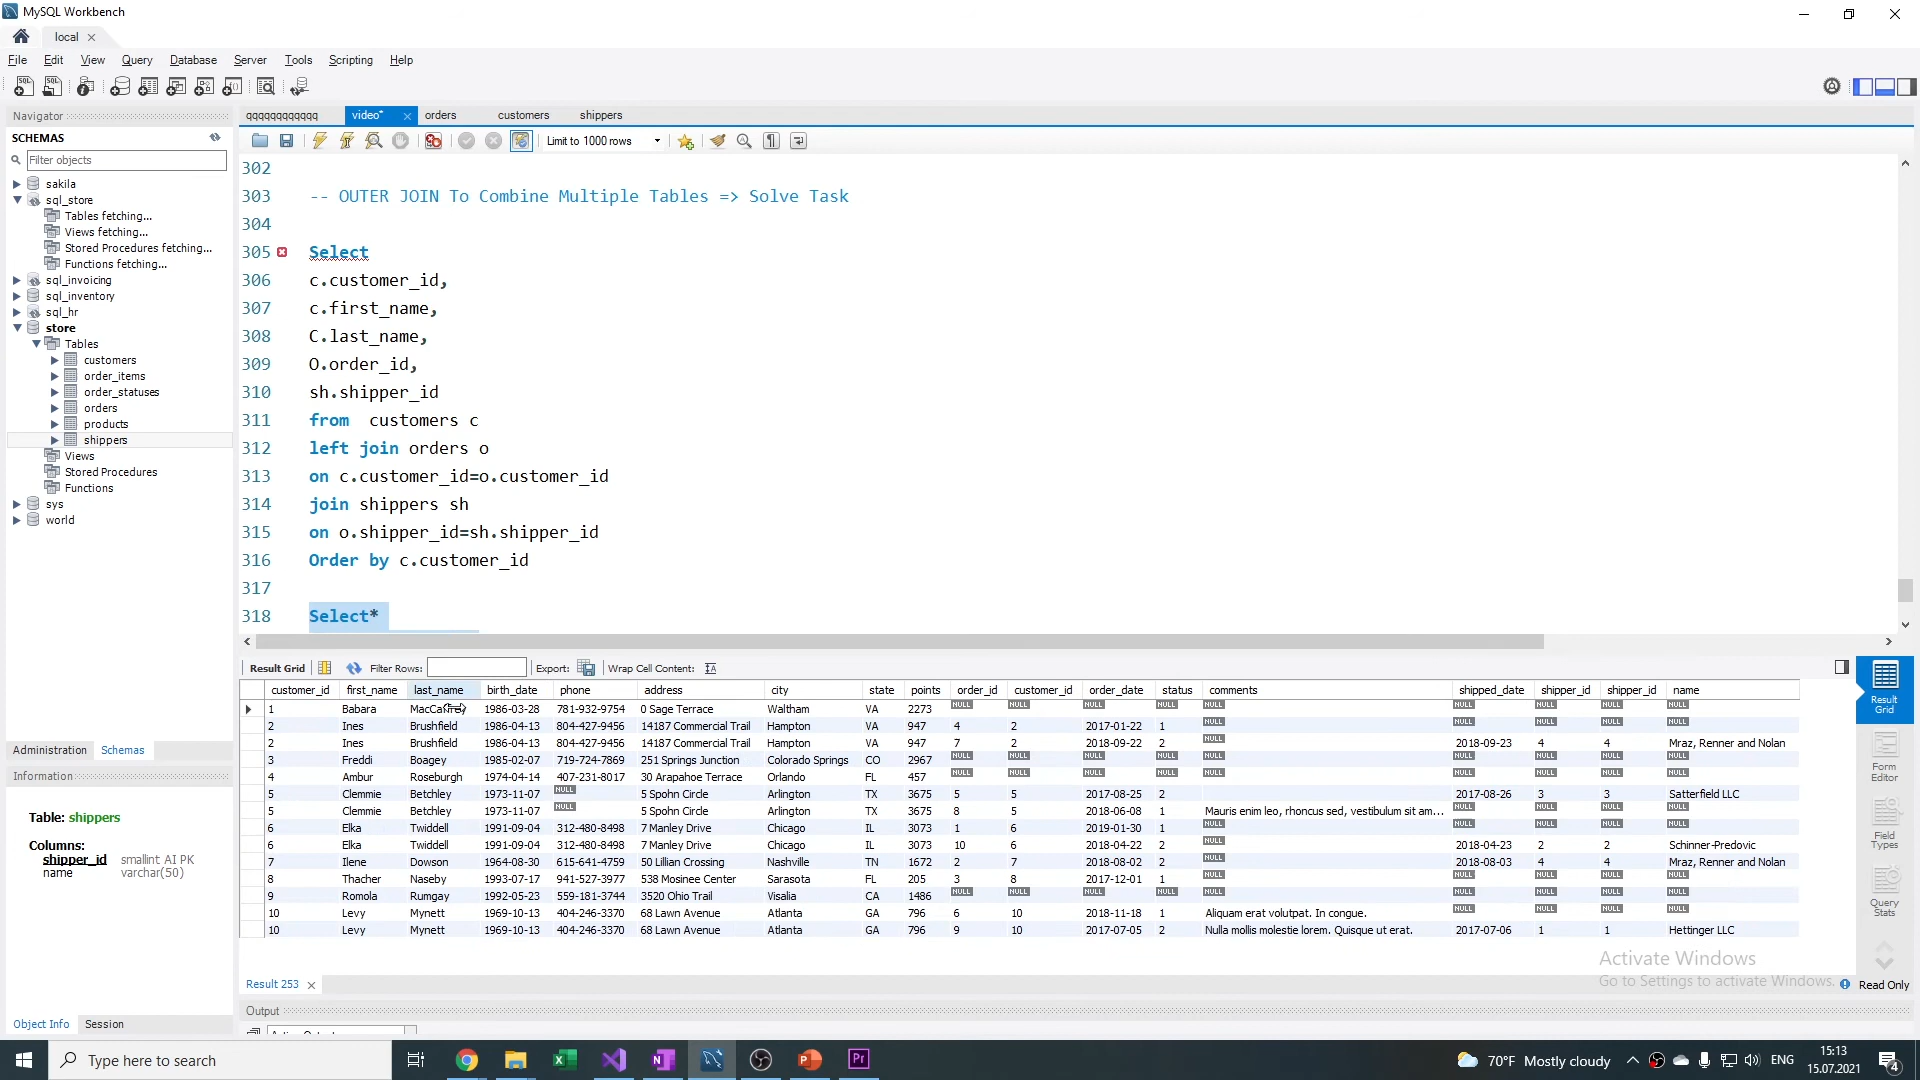 MySQL Workbench
local
File Edit View Query Database Server Tools Scripting Help
Navigator
SCHEMAS
Filter objects
sakila
sql_store
Tables fetching...
Views fetching...
Stored Procedures fetching...
Functions fetching...
sql_invoicing
sql_inventory
sql_hr
store
Tables
customers
order_items
order_statuses
orders
products
shippers
Views
Stored Procedures
Functions
sys
world
Administration Schemas
Information
Table: shippers
Columns:
shipper_id smallint AI PK
name varchar(50)
Object Info Session
qqqqqqqqqqqq video* orders customers shippers
Limit to 1000 rows
302
303 -- OUTER JOIN To Combine Multiple Tables => Solve Task
304
305 Select
306 c.customer_id,
307 c.first_name,
308 C.last_name,
309 O.order_id,
310 sh.shipper_id
311 from customers c
312 left join orders o
313 on c.customer_id=o.customer_id
314 join shippers sh
315 on o.shipper_id=sh.shipper_id
316 Order by c.customer_id
317
318 Select*
Result Grid Filter Rows: Export: Wrap Cell Content:
customer_id first_name last_name birth_date phone address city state points order_id customer_id order_date status comments shipped_date shipper_id shipper_id name
1 Babara MacCaffrey 1986-03-28 781-932-9754 0 Sage Terrace Waltham VA 2273 NULL NULL NULL NULL NULL NULL NULL NULL NULL
2 Ines Brushfield 1986-04-13 804-427-9456 14187 Commercial Trail Hampton VA 947 4 2 2017-01-22 1 NULL NULL NULL NULL NULL
2 Ines Brushfield 1986-04-13 804-427-9456 14187 Commercial Trail Hampton VA 947 7 2 2018-09-22 2 NULL 2018-09-23 4 4 Mraz, Renner and Nolan
3 Freddi Boagey 1985-02-07 719-724-7869 251 Springs Junction Colorado Springs CO 2967 NULL NULL NULL NULL NULL NULL NULL NULL NULL
4 Ambur Roseburgh 1974-04-14 407-231-8017 30 Arapahoe Terrace Orlando FL 457 NULL NULL NULL NULL NULL NULL NULL NULL NULL
5 Clemmie Betchley 1973-11-07 NULL 5 Spohn Circle Arlington TX 3675 5 5 2017-08-25 2 2017-08-26 3 3 Satterfield LLC
5 Clemmie Betchley 1973-11-07 NULL 5 Spohn Circle Arlington TX 3675 8 5 2018-06-08 1 Mauris enim leo, rhoncus sed, vestibulum sit am... NULL NULL NULL NULL
6 Elka Twiddell 1991-09-04 312-480-8498 7 Manley Drive Chicago IL 3073 1 6 2019-01-30 1 NULL NULL NULL NULL NULL
6 Elka Twiddell 1991-09-04 312-480-8498 7 Manley Drive Chicago IL 3073 10 6 2018-04-22 2 NULL 2018-04-23 2 2 Schinner-Predovic
7 Ilene Dowson 1964-08-30 615-641-4759 50 Lillian Crossing Nashville TN 1672 2 7 2018-08-02 2 NULL 2018-08-03 4 4 Mraz, Renner and Nolan
8 Thacher Naseby 1993-07-17 941-527-3977 538 Mosinee Center Sarasota FL 205 3 8 2017-12-01 1 NULL NULL NULL NULL NULL
9 Romola Rumgay 1992-05-23 559-181-3744 3520 Ohio Trail Visalia CA 1486 NULL NULL NULL NULL NULL NULL NULL NULL NULL
10 Levy Mynett 1969-10-13 404-246-3370 68 Lawn Avenue Atlanta GA 796 6 10 2018-11-18 1 Aliquam erat volutpat. In congue. NULL NULL NULL NULL
10 Levy Mynett 1969-10-13 404-246-3370 68 Lawn Avenue Atlanta GA 796 9 10 2017-07-05 2 Nulla mollis molestie lorem. Quisque ut erat. 2017-07-06 1 1 Hettinger LLC
Result Grid
Form Editor
Field Types
Query Stats
Activate Windows
Go to Settings to activate Windows.
Result 253
Read Only
Output
Type here to search
70°F Mostly cloudy
ENG
15:13
15.07.2021
4